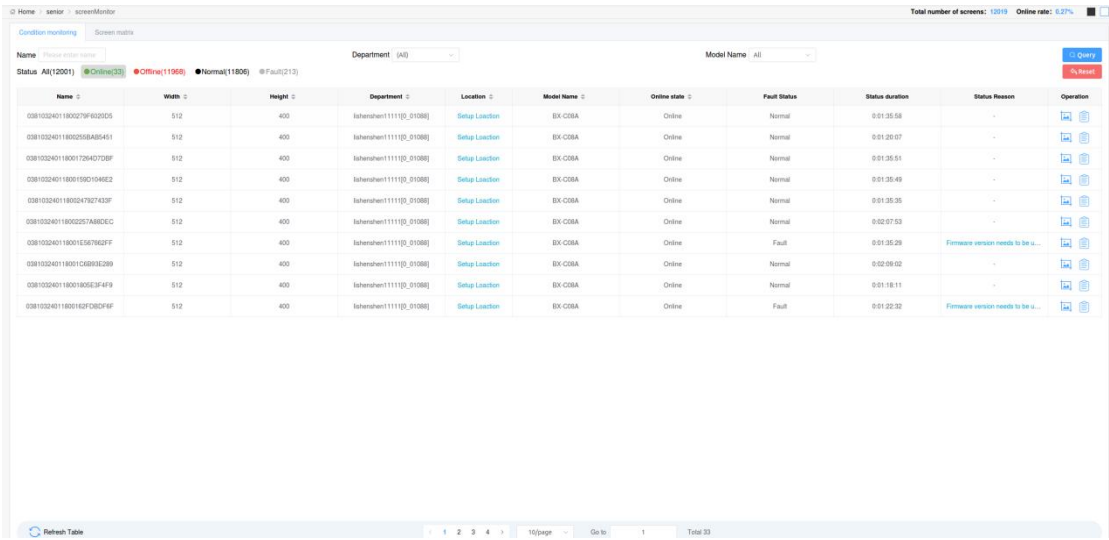 Home / senior / screenMonitor Total number of screens: 12019 Online rate: 0.27%
Condition monitoring Screen matrix
Name Please enter name Department (All) Model Name All Query
Status All(12001) Online(33) Offline(11968) Normal(11806) Fault(213) Reset
Name Width Height Department Location Model Name Online state Fault Status Status duration Status Reason Operation
03810324011800279F6020D5 512 400 lishenshen11111[0_01088] Setup Loaction BX-C08A Online Normal 0:01:35:58 -
03810324011800255BAB5451 512 400 lishenshen11111[0_01088] Setup Loaction BX-C08A Online Normal 0:01:20:07 -
0381032401180017264D7DBF 512 400 lishenshen11111[0_01088] Setup Loaction BX-C08A Online Normal 0:01:35:51 -
03810324011800159D1046E2 512 400 lishenshen11111[0_01088] Setup Loaction BX-C08A Online Normal 0:01:35:49 -
03810324011800247927433F 512 400 lishenshen11111[0_01088] Setup Loaction BX-C08A Online Normal 0:01:35:35 -
038103240118002257A88DEC 512 400 lishenshen11111[0_01088] Setup Loaction BX-C08A Online Normal 0:02:07:53 -
038103240118001E587862FF 512 400 lishenshen11111[0_01088] Setup Loaction BX-C08A Online Fault 0:01:35:29 Firmware version needs to be u...
038103240118001C6B93E289 512 400 lishenshen11111[0_01088] Setup Loaction BX-C08A Online Normal 0:02:09:02 -
038103240118001805E3F4F9 512 400 lishenshen11111[0_01088] Setup Loaction BX-C08A Online Normal 0:01:18:11 -
03810324011800162FDBDF6F 512 400 lishenshen11111[0_01088] Setup Loaction BX-C08A Online Fault 0:01:22:32 Firmware version needs to be u...
Refresh Table 1 2 3 4 10/page Go to 1 Total 33